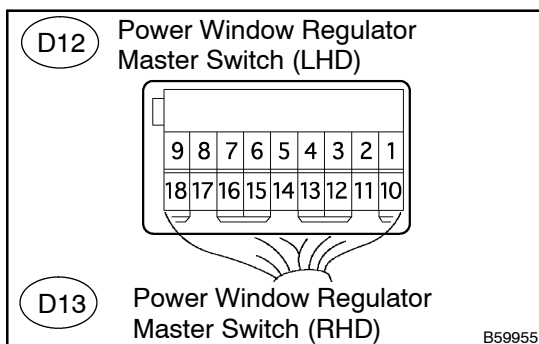 D12 Power Window Regulator
Master Switch (LHD)
9 8 7 6 5 4 3 2 1
18 17 16 15 14 13 12 11 10
D13 Power Window Regulator
Master Switch (RHD)
B59955